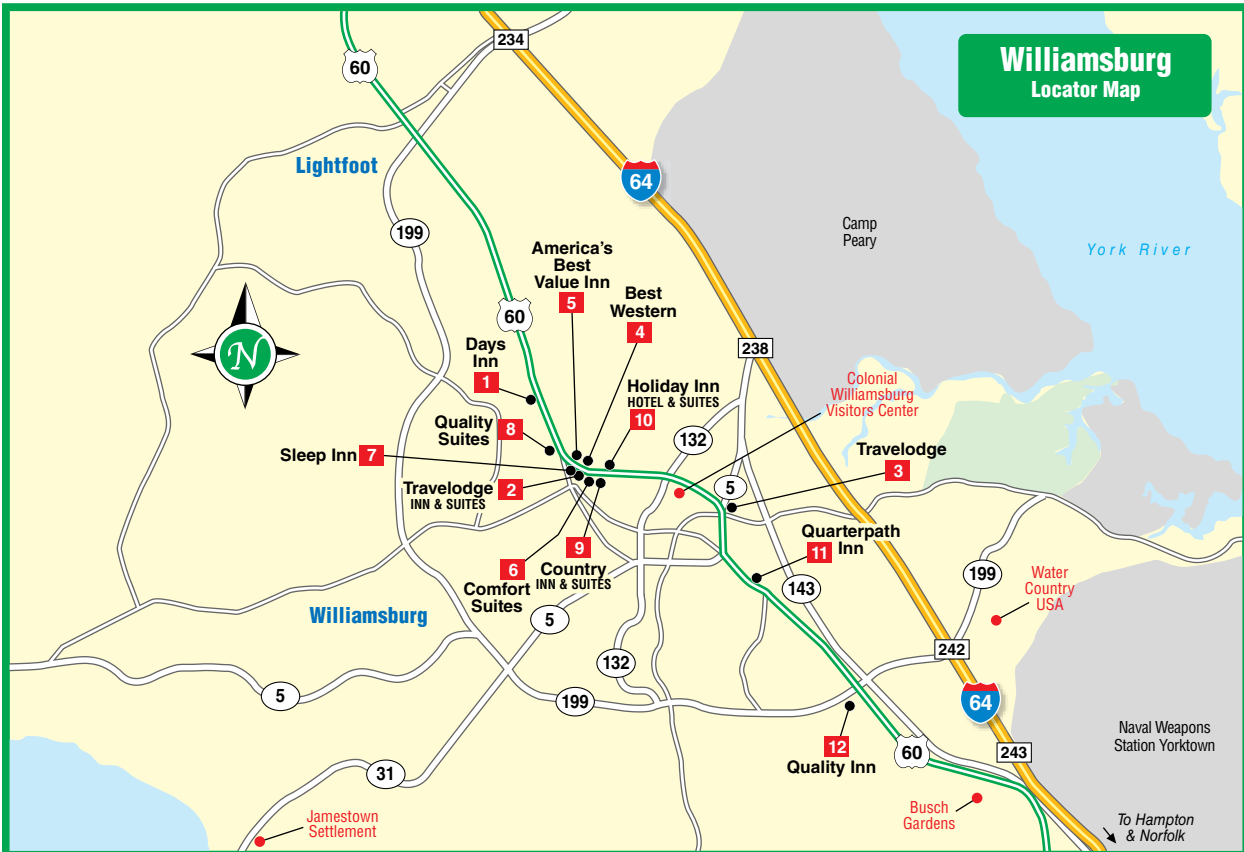 234
60
Williamsburg
Locator Map
Lightfoot
64
199
Camp
Peary
York River
America's
Best
Value Inn
5
Best
Western
4
60
N
238
Days
Inn
1
Holiday Inn
HOTEL & SUITES
10
Colonial
Williamsburg
Visitors Center
Quality
Suites
8
132
Travelodge
3
Sleep Inn
7
Travelodge
INN & SUITES
2
5
Quarterpath
Inn
11
9
Country
INN & SUITES
6
Comfort
Suites
143
199
Water
Country
USA
Williamsburg
5
132
242
5
199
64
Naval Weapons
Station Yorktown
12
Quality Inn
60
243
31
Jamestown
Settlement
Busch
Gardens
To Hampton
& Norfolk